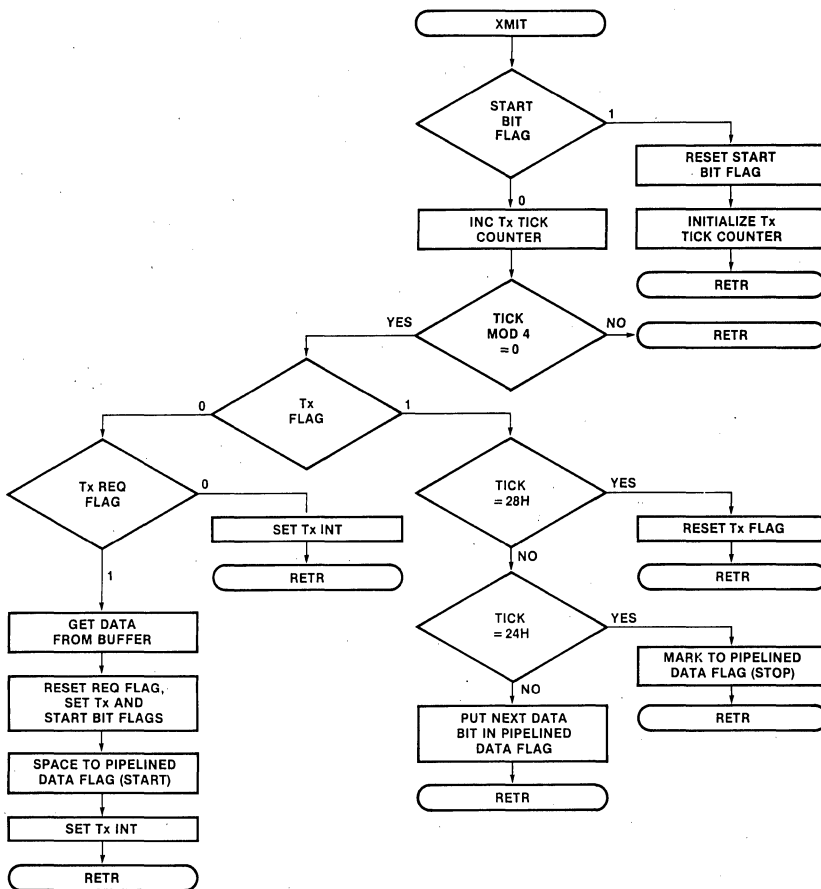 XMIT
START
BIT
FLAG
1
0
RESET START
BIT FLAG
INC Tx TICK
COUNTER
INITIALIZE Tx
TICK COUNTER
RETR
TICK
MOD 4
= 0
YES
NO
RETR
Tx
FLAG
0
1
Tx REQ
FLAG
0
1
SET Tx INT
RETR
TICK
= 28H
YES
NO
RESET Tx FLAG
RETR
GET DATA
FROM BUFFER
TICK
= 24H
YES
NO
MARK TO PIPELINED
DATA FLAG (STOP)
RETR
RESET REQ FLAG,
SET Tx AND
START BIT FLAGS
PUT NEXT DATA
BIT IN PIPELINED
DATA FLAG
RETR
SPACE TO PIPELINED
DATA FLAG (START)
SET Tx INT
RETR